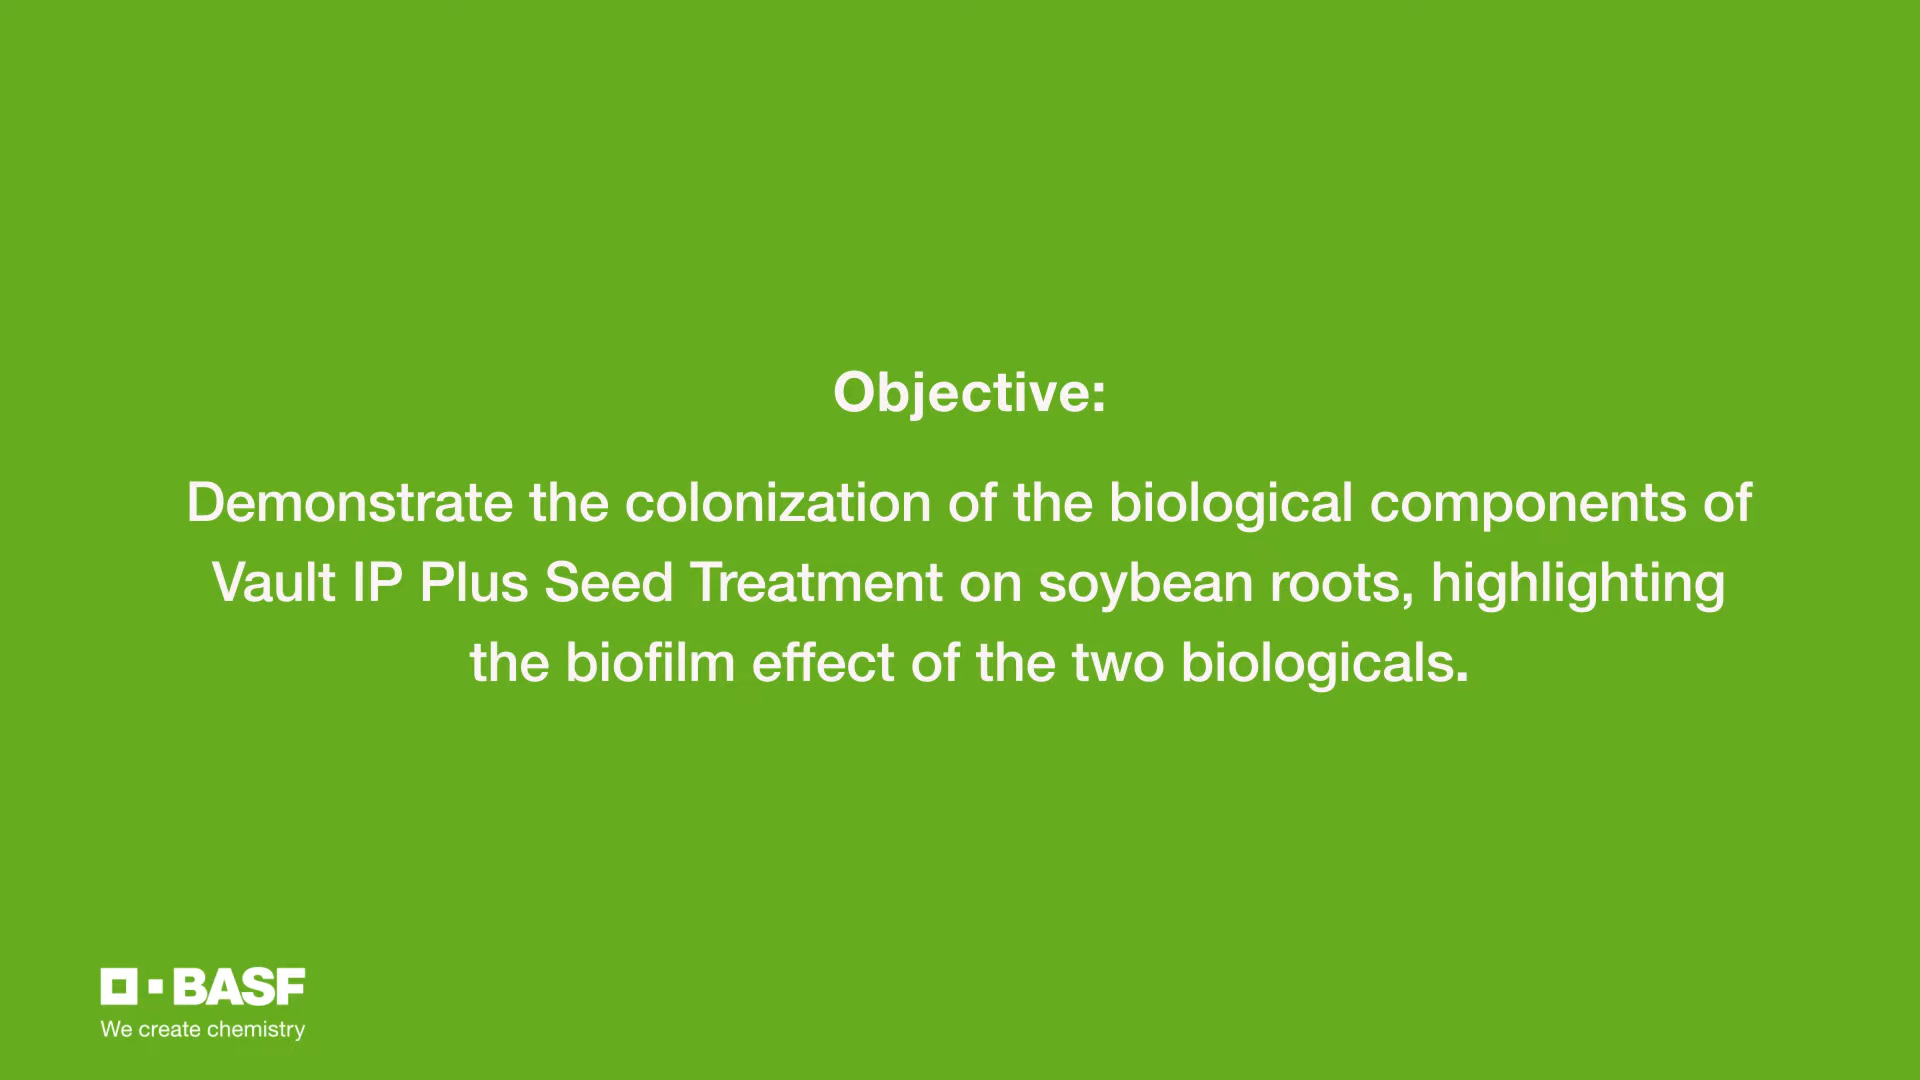 Objective:
Demonstrate the colonization of the biological components of
Vault IP Plus Seed Treatment on soybean roots, highlighting
the biofilm effect of the two biologicals.
BASF
We create chemistry